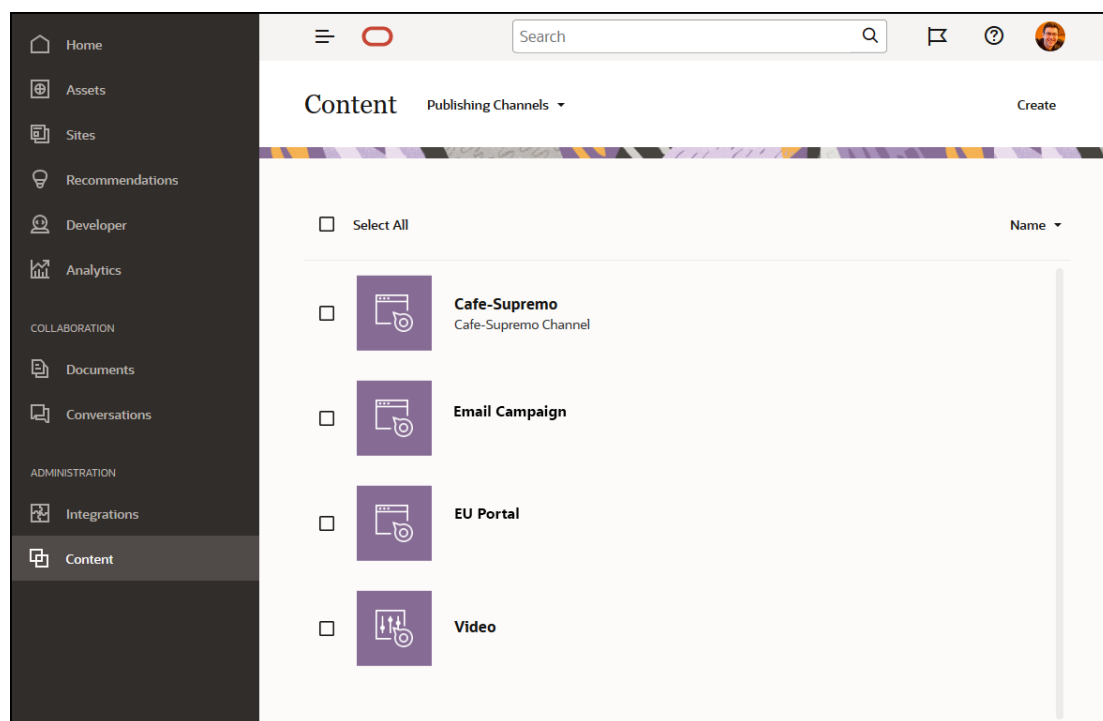 Home
Assets
Sites
Recommendations
Developer
Analytics
COLLABORATION
Documents
Conversations
ADMINISTRATION
Integrations
Content
Search
Content Publishing Channels
Create
Select All
Name
Cafe-Supremo
Cafe-Supremo Channel
Email Campaign
EU Portal
Video